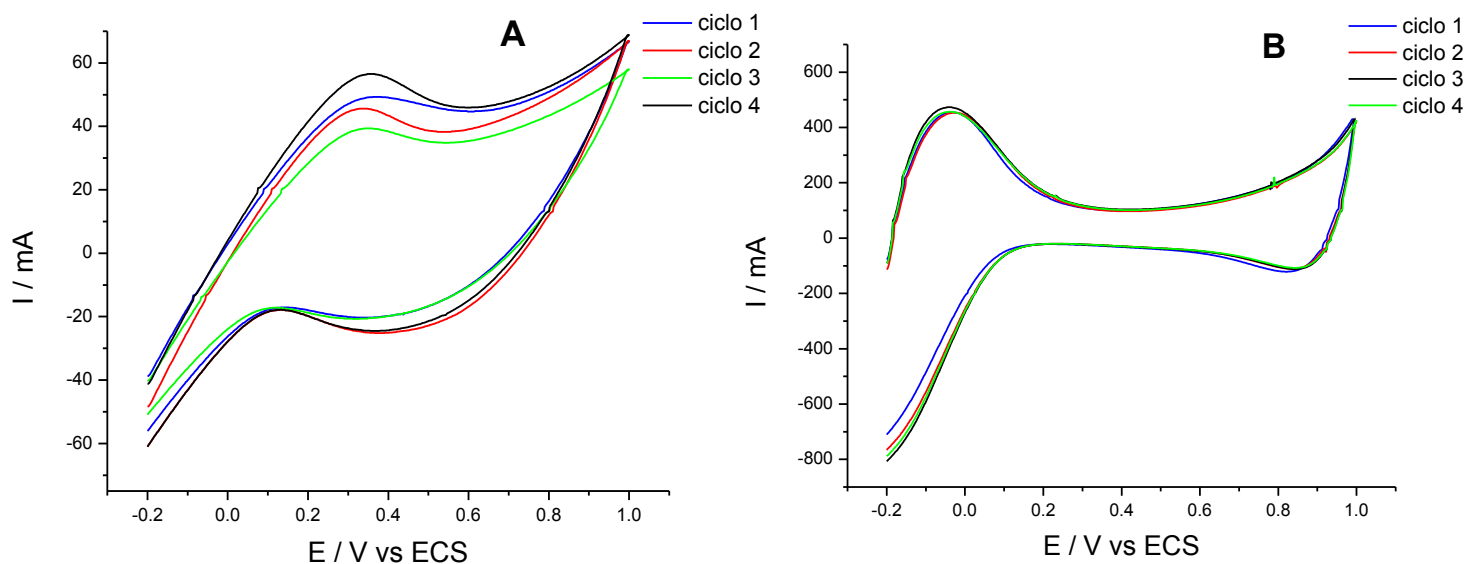 A
ciclo 1
ciclo 2
ciclo 3
ciclo 4
60
40
20
0
-20
-40
-60
I / mA
-0.2 0.0 0.2 0.4 0.6 0.8 1.0
E / V vs ECS
B
ciclo 1
ciclo 2
ciclo 3
ciclo 4
600
400
200
0
-200
-400
-600
-800
I / mA
-0.2 0.0 0.2 0.4 0.6 0.8 1.0
E / V vs ECS